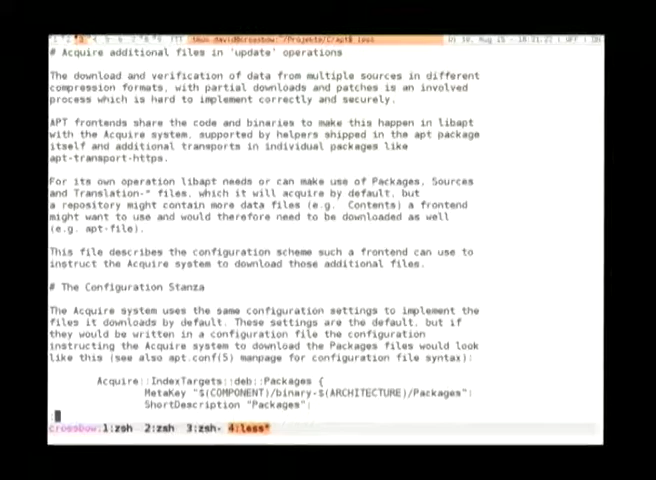 tmux david@crossbow:~/Projekte/C/apt$ less
# Acquire additional files in 'update' operations
The download and verification of data from multiple sources in different
compression formats, with partial downloads and patches is an involved
process which is hard to implement correctly and securely.
APT frontends share the code and binaries to make this happen in libapt
with the Acquire system, supported by helpers shipped in the apt package
itself and additional transports in individual packages like
apt-transport-https.
For its own operation libapt needs or can make use of Packages, Sources
and Translation-* files, which it will acquire by default, but
a repository might contain more data files (e.g. Contents) a frontend
might want to use and would therefore need to be downloaded as well
(e.g. apt-file).
This file describes the configuration scheme such a frontend can use to
instruct the Acquire system to download those additional files.
# The Configuration Stanza
The Acquire system uses the same configuration settings to implement the
files it downloads by default. These settings are the default, but if
they would be written in a configuration file the configuration
instructing the Acquire system to download the Packages files would look
like this (see also apt.conf(5) manpage for configuration file syntax):
Acquire::IndexTargets::deb::Packages {
MetaKey "$(COMPONENT)/binary-$(ARCHITECTURE)/Packages";
ShortDescription "Packages";
:
crossbow:1:zsh 2:zsh 3:zsh- 4:less*